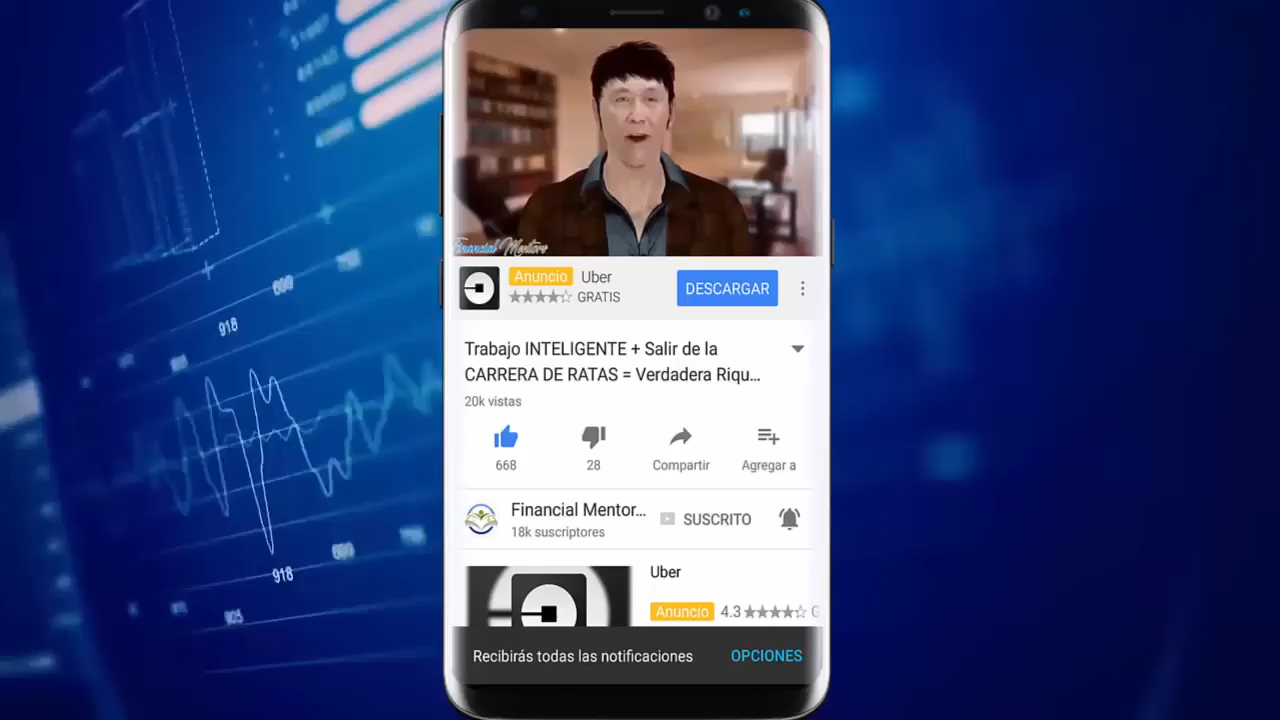 Financial Mentors
Anuncio Uber
GRATIS
DESCARGAR
Trabajo INTELIGENTE + Salir de la
CARRERA DE RATAS = Verdadera Riqu...
20k vistas
668
28
Compartir
Agregar a
Financial Mentor...
18k suscriptores
SUSCRITO
Uber
Anuncio 4.3 G
Recibirás todas las notificaciones
OPCIONES
918
918